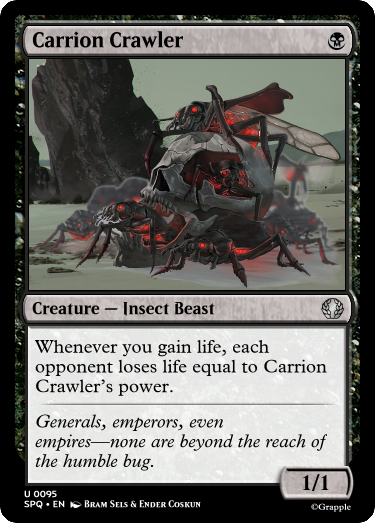 Carrion Crawler
Creature — Insect Beast
Whenever you gain life, each
opponent loses life equal to Carrion
Crawler's power.
Generals, emperors, even
empires—none are beyond the reach of
the humble bug.
1/1
U 0095
SPQ • EN Bram Sels & Ender Coskun
©Grapple